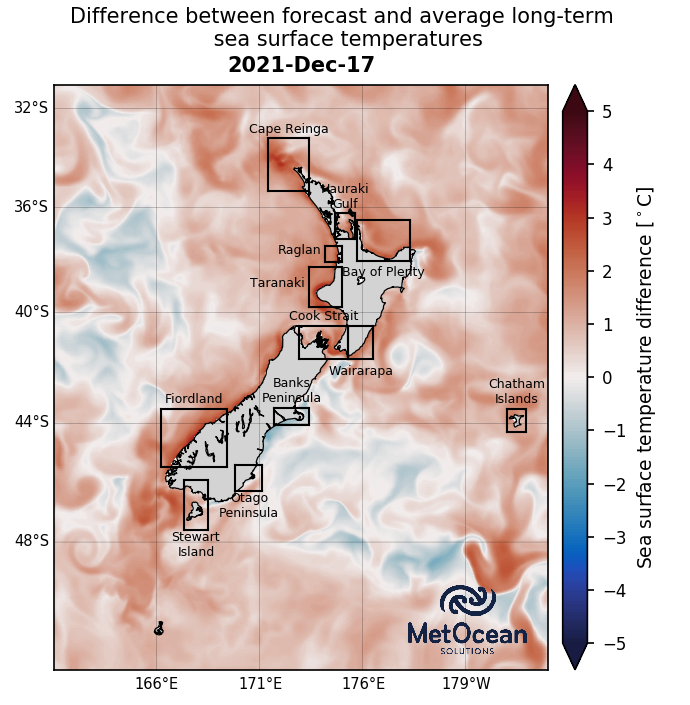 Difference between forecast and average long-term
sea surface temperatures
2021-Dec-17
32°S
36°S
40°S
44°S
48°S
166°E
171°E
176°E
179°W
Cape Reinga
Hauraki
Gulf
Raglan
Bay of Plenty
Taranaki
Cook Strait
Wairarapa
Banks
Peninsula
Fiordland
Chatham
Islands
Otago
Peninsula
Stewart
Island
MetOcean
SOLUTIONS
5
4
3
2
1
0
−1
−2
−3
−4
−5
Sea surface temperature difference [°C]